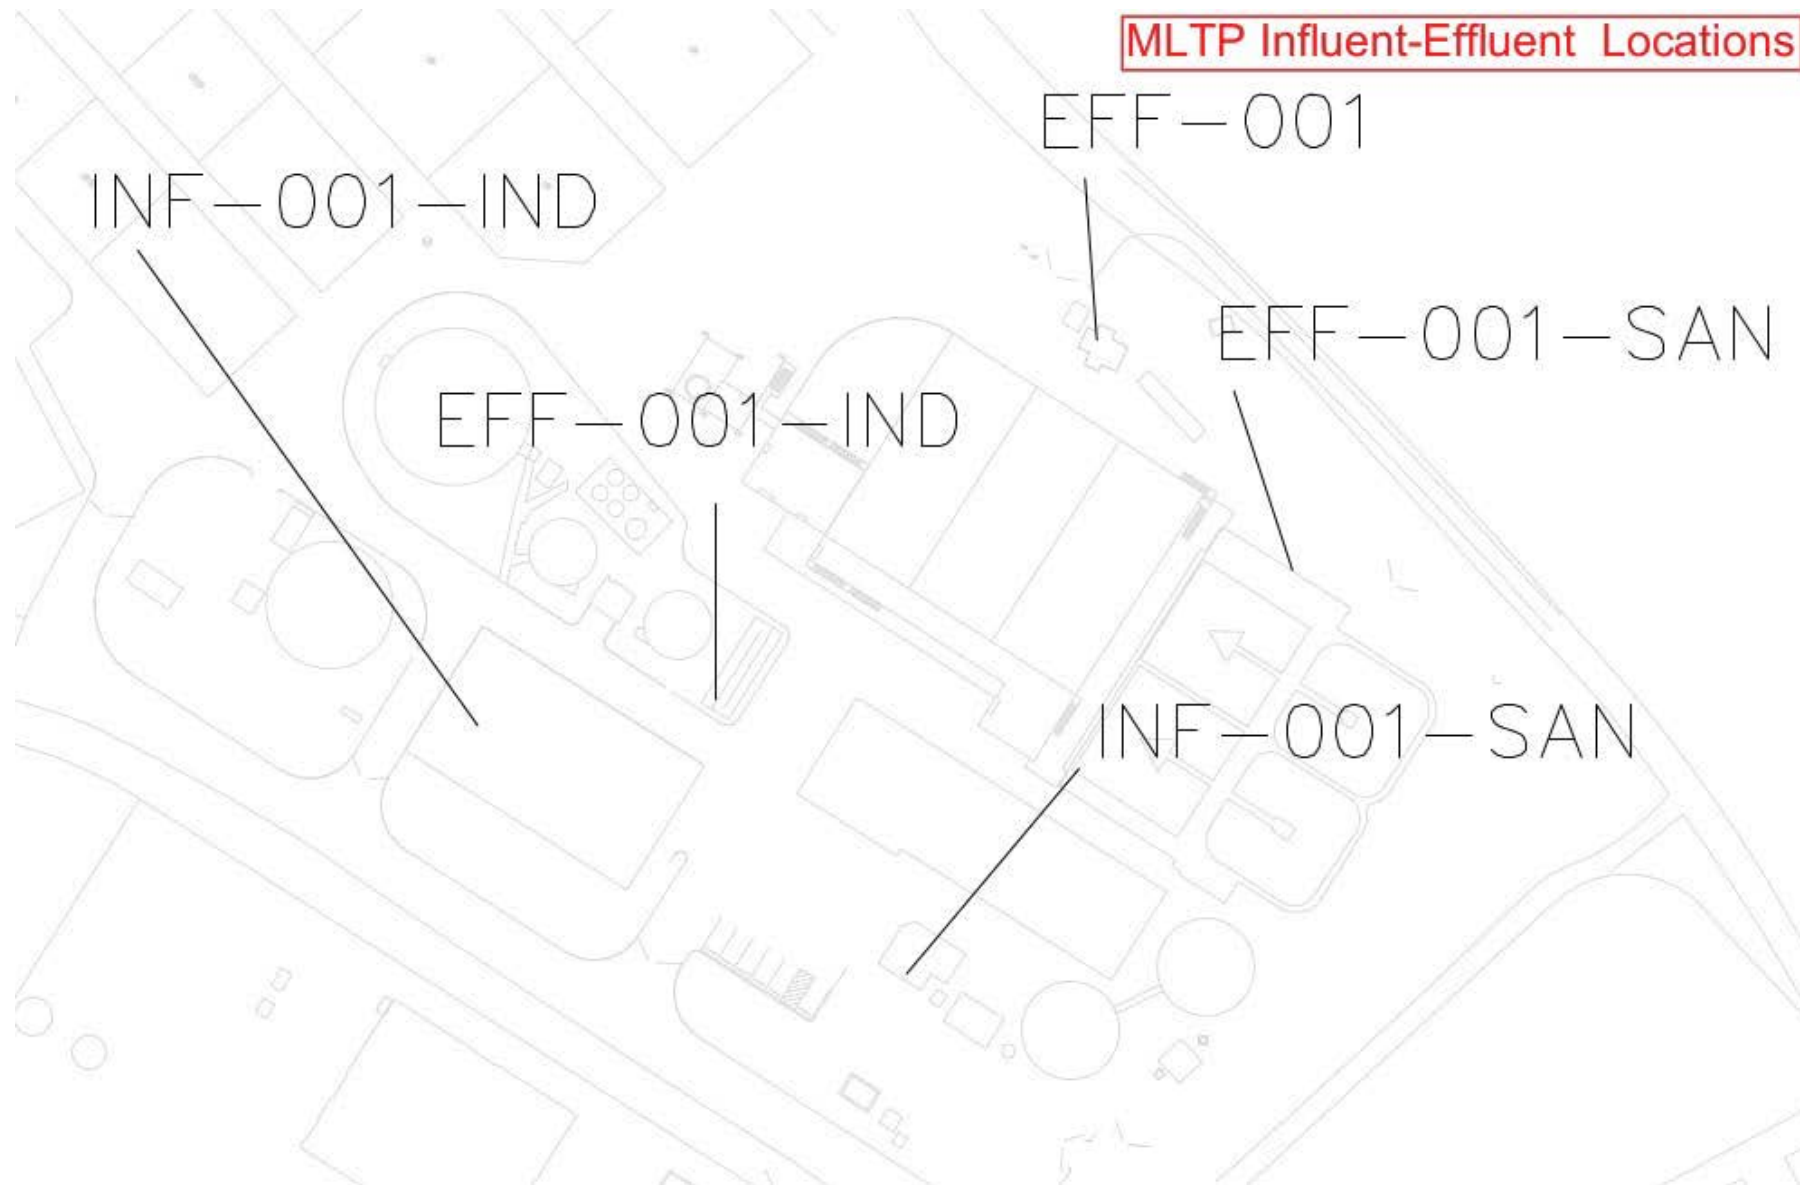 MLTP Influent-Effluent Locations
EFF-001
INF-001-IND
EFF-001-SAN
EFF-001-IND
INF-001-SAN